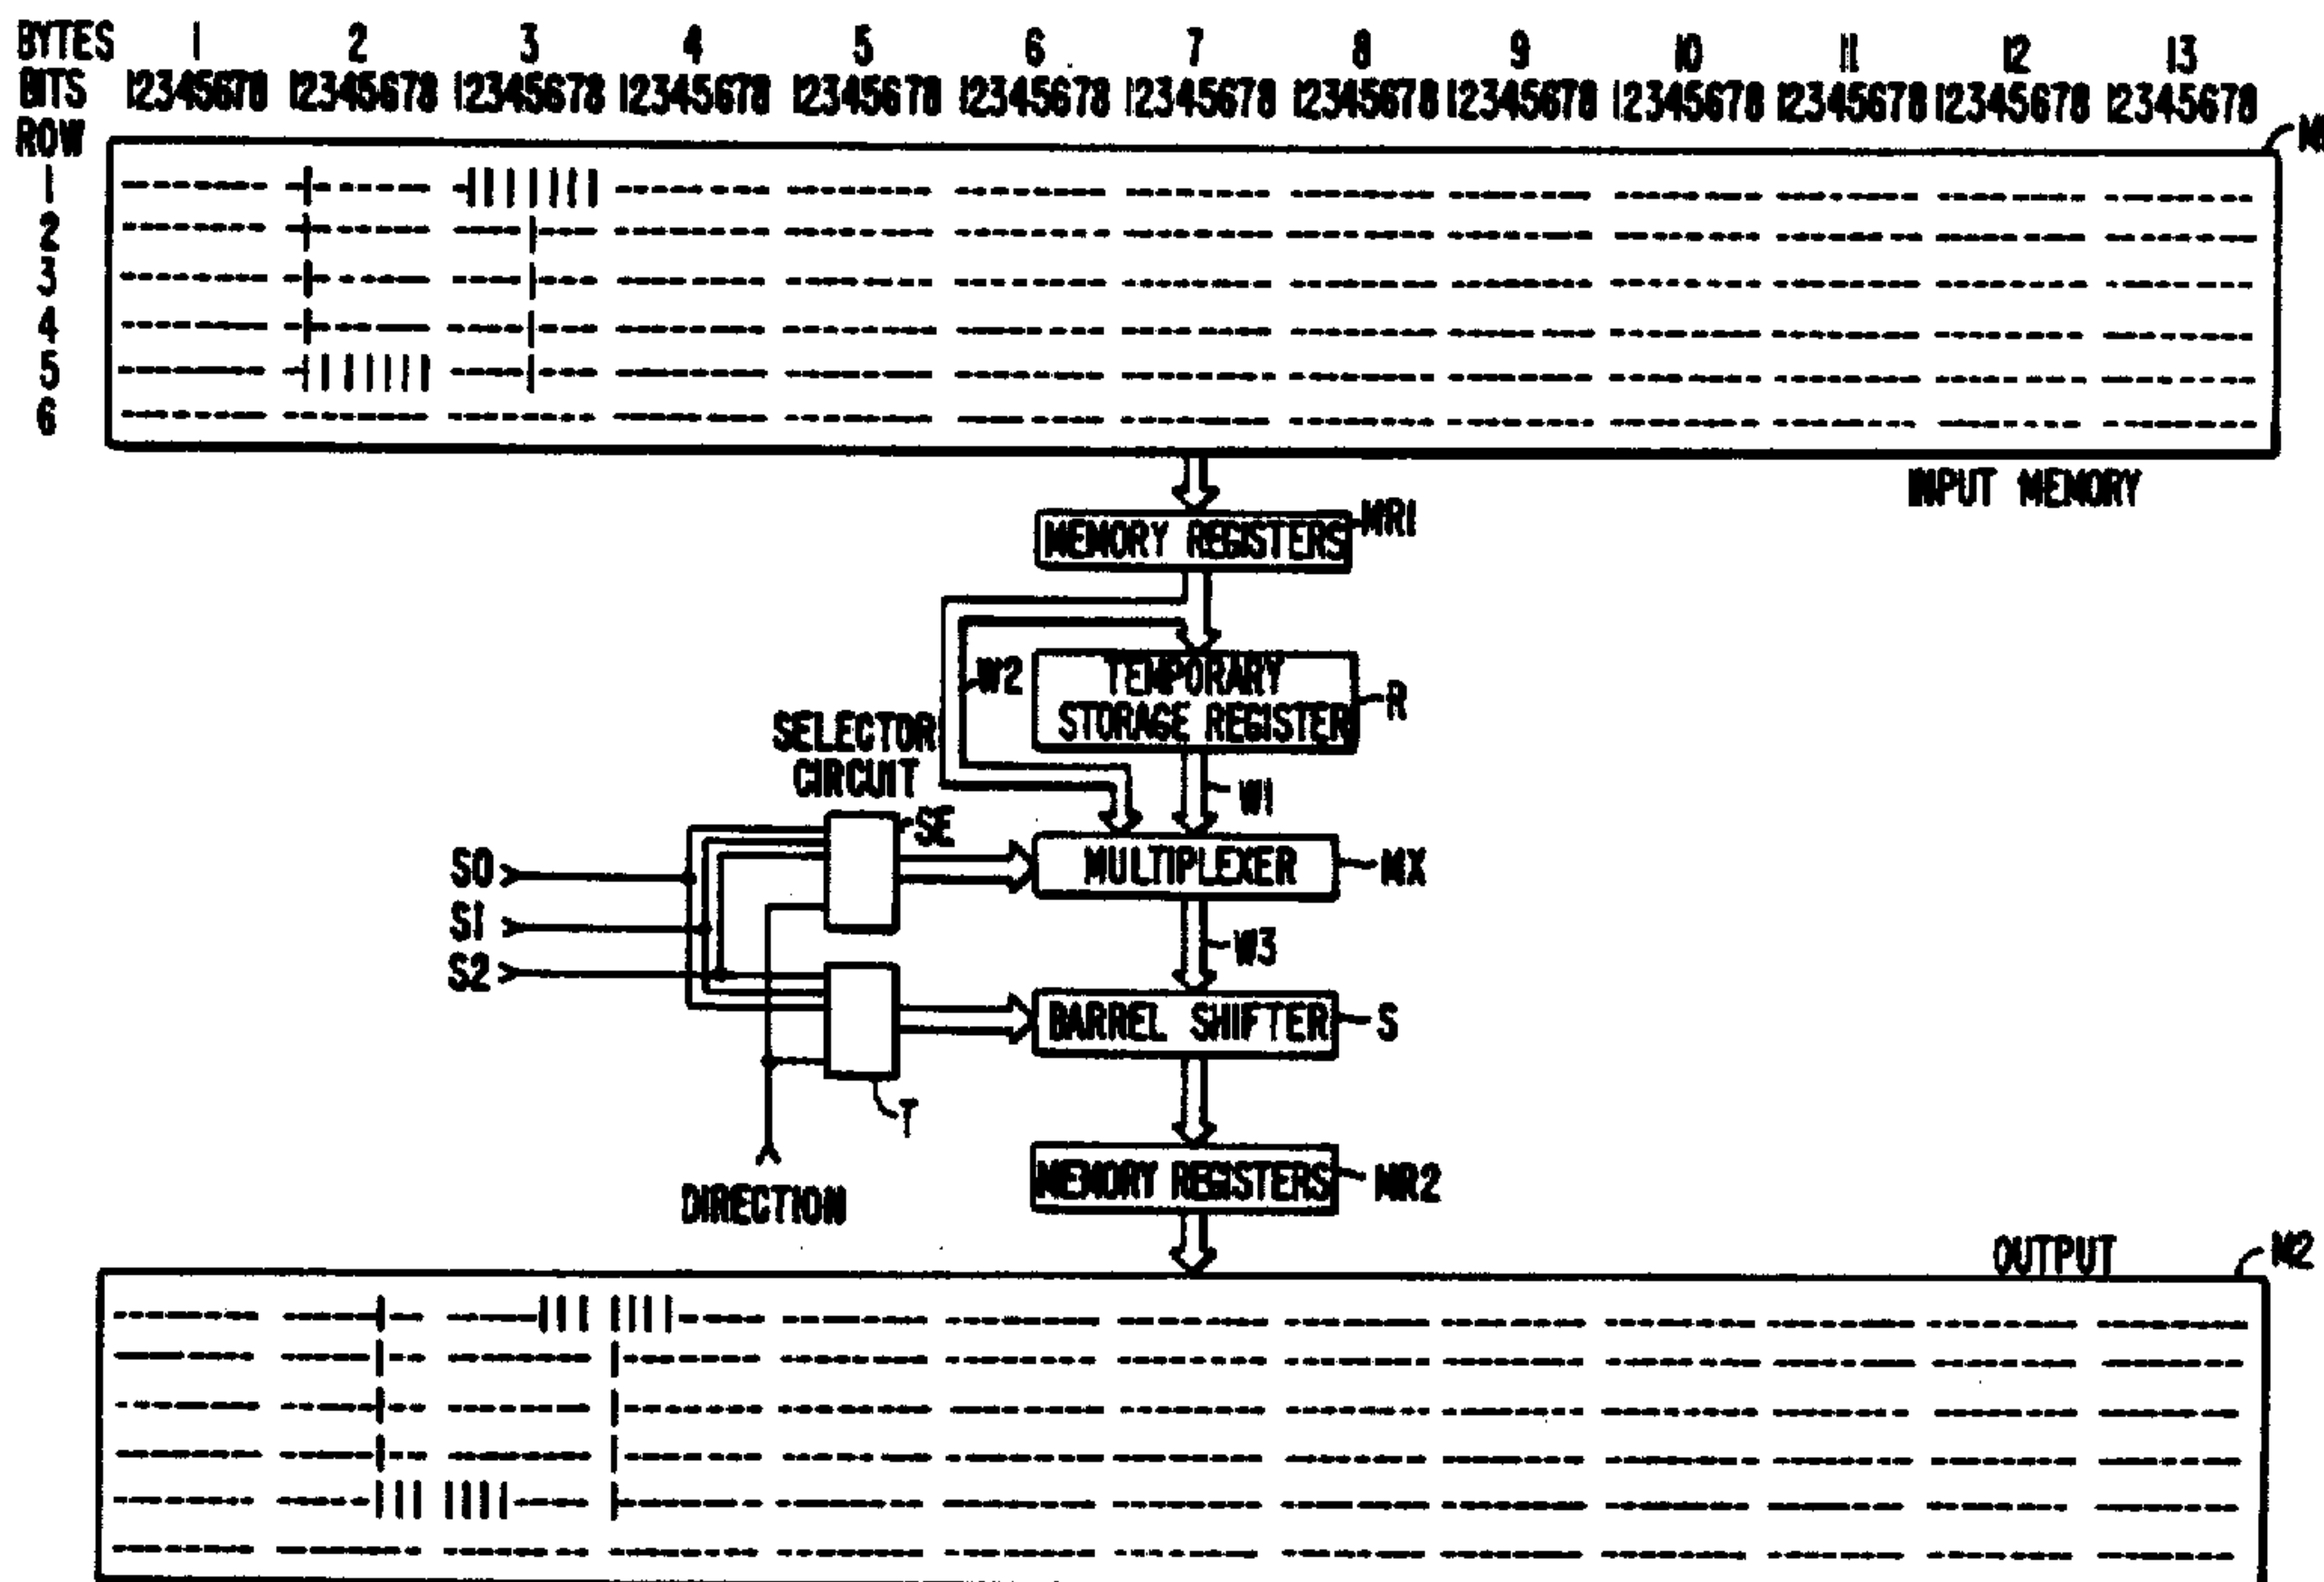 BYTES 1 2 3 4 5 6 7 8 9 10 11 12 13
BITS 12345678 12345678 12345678 12345678 12345678 12345678 12345678 12345678 12345678 12345678 12345678 12345678 12345678
ROW
1
2
3
4
5
6
INPUT MEMORY
MEMORY REGISTERS MR1
W2
TEMPORARY
STORAGE REGISTER R
SELECTOR
CIRCUIT
W1
SE
S0
MULTIPLEXER MX
S1
W3
S2
BARREL SHIFTER S
T
MEMORY REGISTERS MR2
DIRECTION
OUTPUT M2